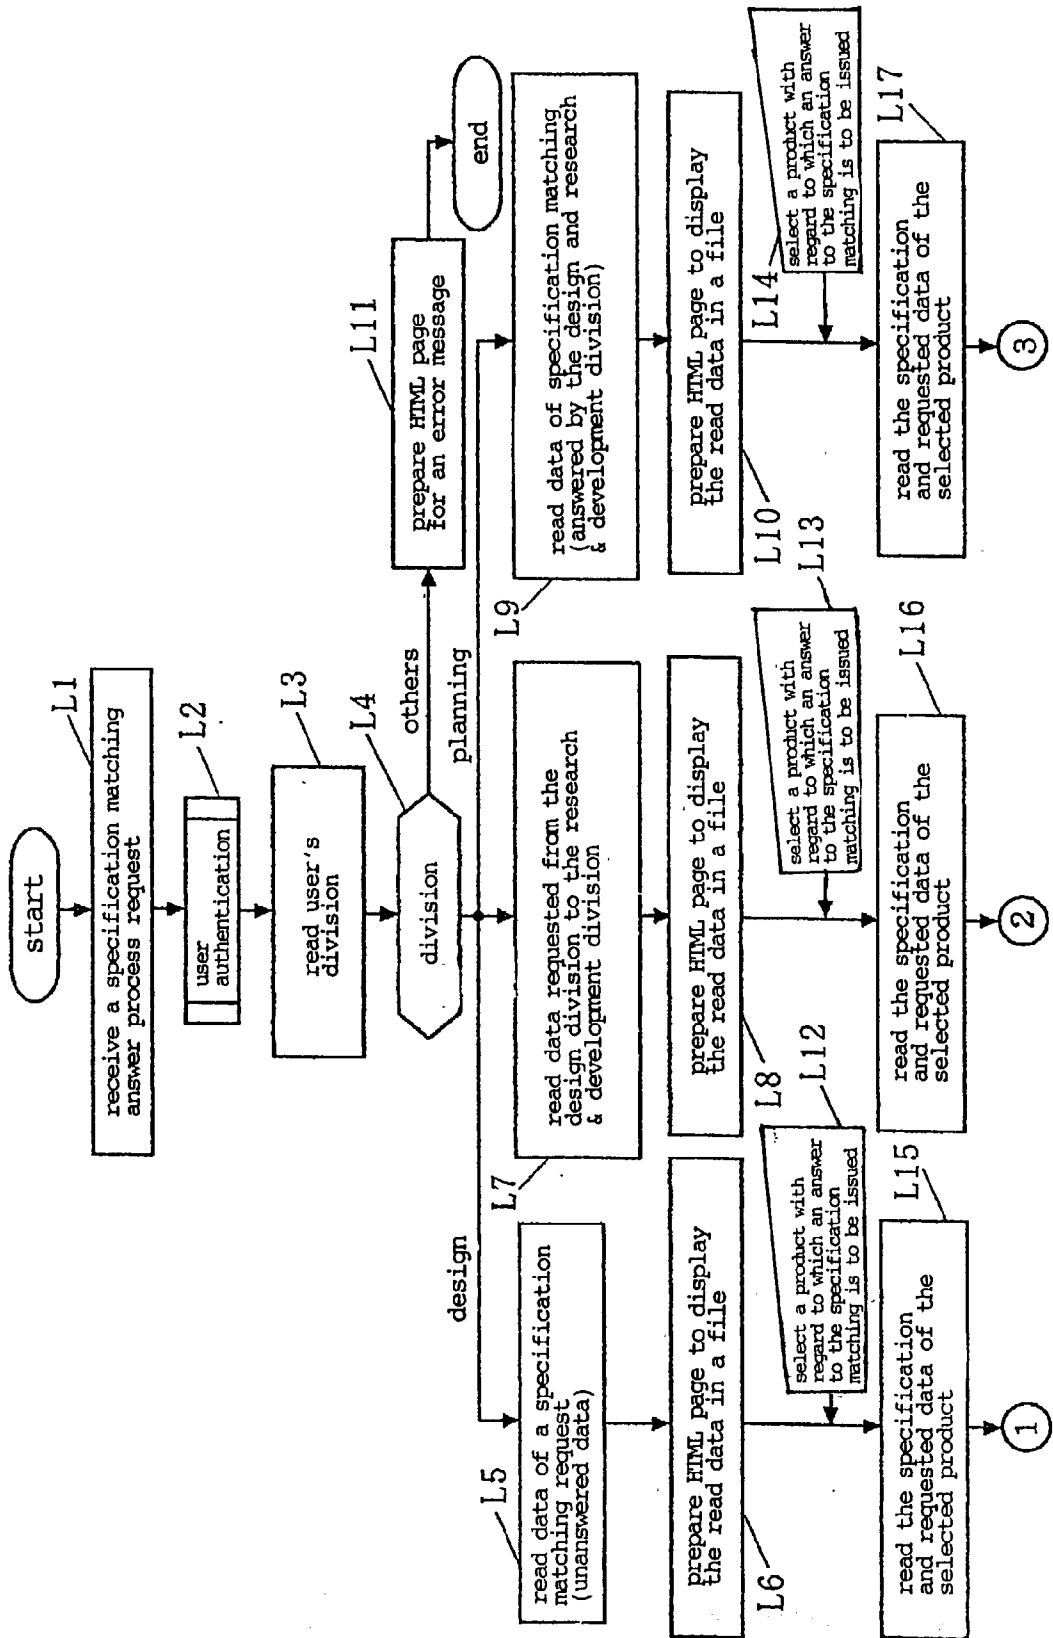 start
L1
receive a specification matching
answer process request
L2
user
authentication
L3
read user's
division
L4
division
others
planning
design
L11
prepare HTML page
for an error message
end
L5
read data of a specification
matching request
(unanswered data)
L7
read data requested from the
design division to the research
& development division
L9
read data of specification matching
(answered by the design and research
& development division)
prepare HTML page to display
the read data in a file
L6
prepare HTML page to display
the read data in a file
L8
prepare HTML page to display
the read data in a file
L10
L12
select a product with
regard to which an answer
to the specification
matching is to be issued
L13
select a product with
regard to which an answer
to the specification
matching is to be issued
L14
select a product with
regard to which an answer
to the specification
matching is to be issued
L15
read the specification
and requested data of the
selected product
L16
read the specification
and requested data of the
selected product
L17
read the specification
and requested data of the
selected product
1
2
3